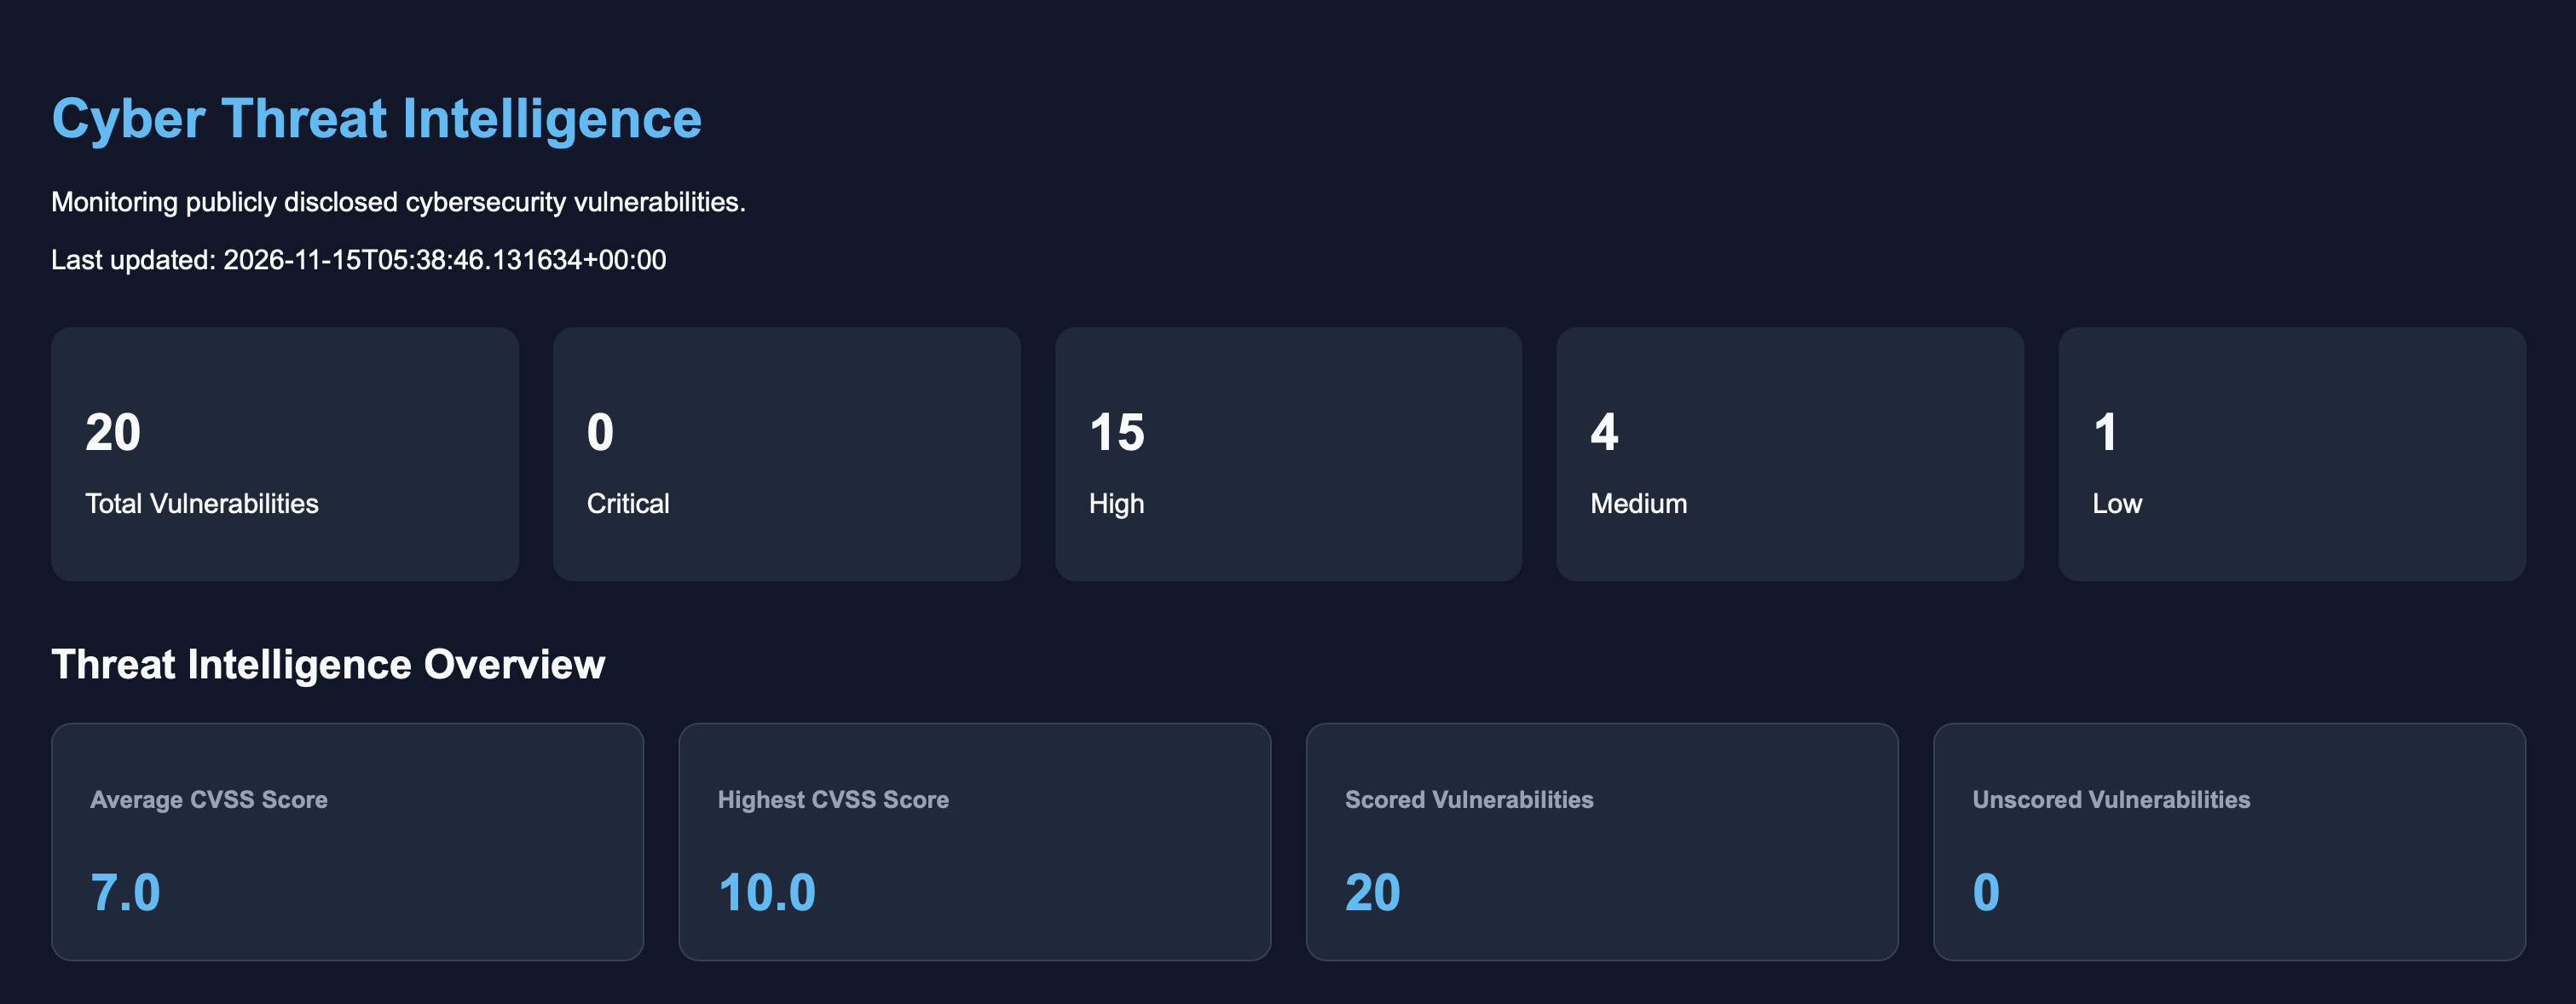 Cyber Threat Intelligence
Monitoring publicly disclosed cybersecurity vulnerabilities.
Last updated: 2026-11-15T05:38:46.131634+00:00
20
Total Vulnerabilities
0
Critical
15
High
4
Medium
1
Low
Threat Intelligence Overview
Average CVSS Score
7.0
Highest CVSS Score
10.0
Scored Vulnerabilities
20
Unscored Vulnerabilities
0